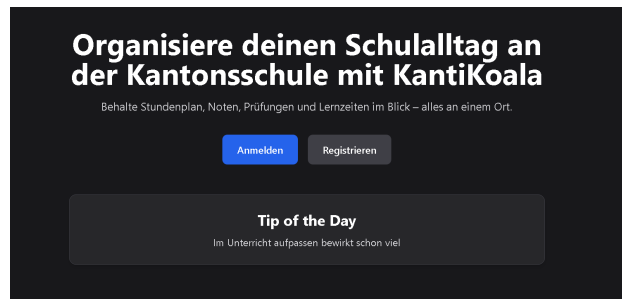 Organisiere deinen Schulalltag an
der Kantonsschule mit KantiKoala
Behalte Stundenplan, Noten, Prüfungen und Lernzeiten im Blick – alles an einem Ort.
Anmelden
Registrieren
Tip of the Day
Im Unterricht aufpassen bewirkt schon viel